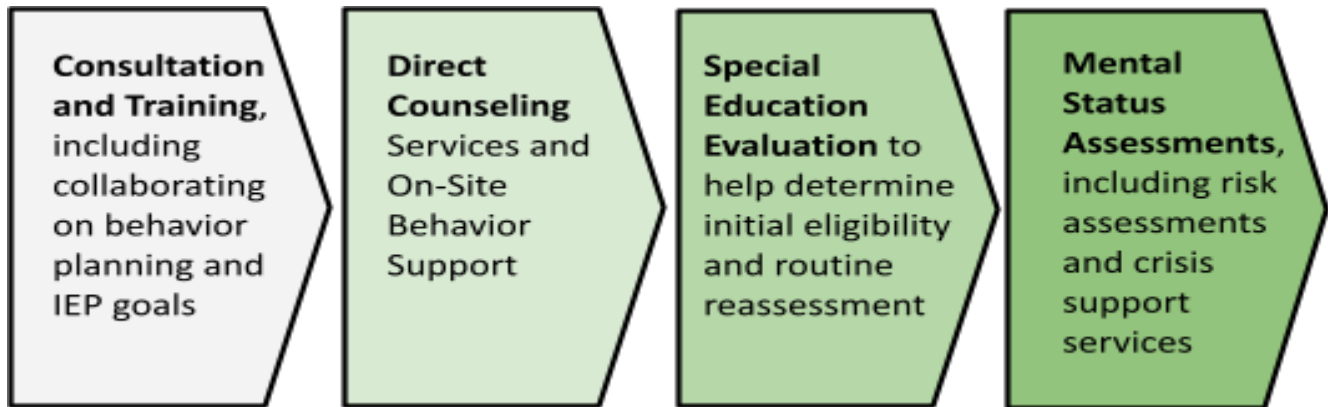 Consultation
and Training,
including
collaborating
on behavior
planning and
IEP goals
Direct
Counseling
Services and
On-Site
Behavior
Support
Special
Education
Evaluation to
help determine
initial eligibility
and routine
reassessment
Mental
Status
Assessments,
including risk
assessments
and crisis
support
services